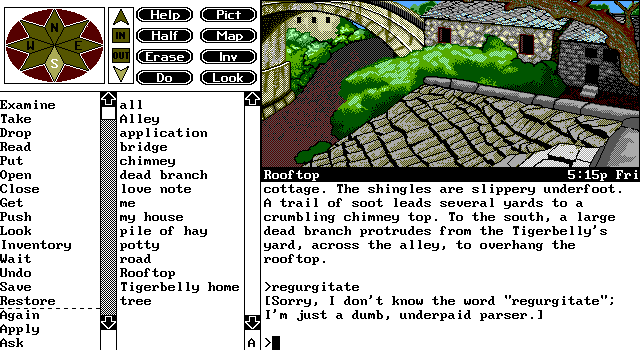 N
W
E
S
IN
OUT
Help
Pict
Half
Map
Erase
Inv
Do
Look
Examine
Take
Drop
Read
Put
Open
Close
Get
Push
Look
Inventory
Wait
Undo
Save
Restore
Again
Apply
Ask
all
Alley
application
bridge
chimney
dead branch
love note
me
my house
pile of hay
potty
road
Rooftop
Tigerbelly home
tree
A
Rooftop 5:15p Fri
cottage. The shingles are slippery underfoot.
A trail of soot leads several yards to a
crumbling chimney top. To the south, a large
dead branch protrudes from the Tigerbelly's
yard, across the alley, to overhang the
rooftop.
>regurgitate
[Sorry, I don't know the word "regurgitate";
I'm just a dumb, underpaid parser.]
>